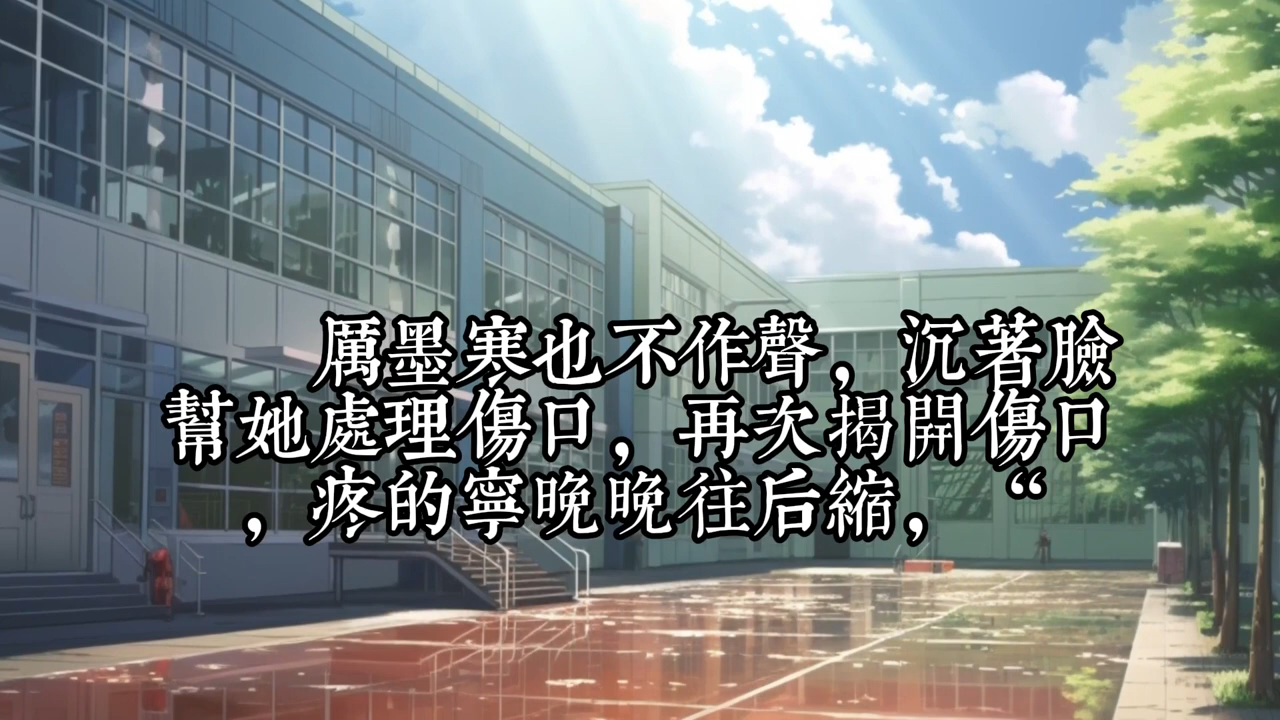 厲墨寒也不作聲，沉著臉
幫她處理傷口，再次揭開傷口
，疼的寧晚晚往后縮，“